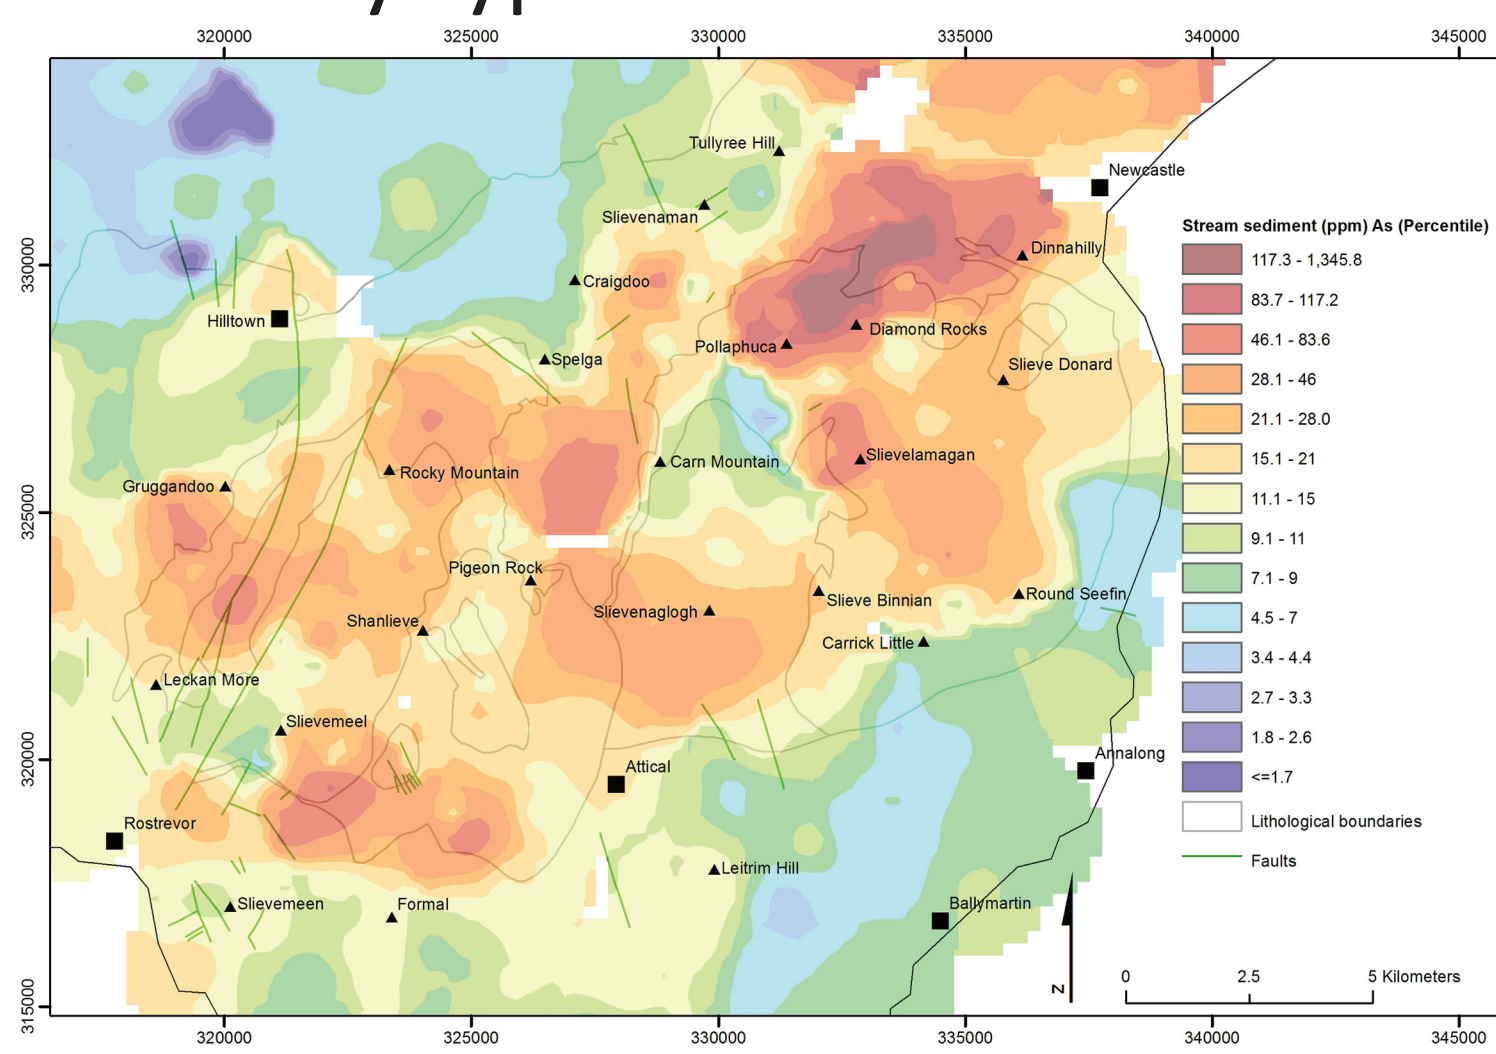 320000 325000 330000 335000 340000 345000
Tullyree Hill
Newcastle
Slievenaman
Stream sediment (ppm) As (Percentile)
330000
Dinnahilly
117.3 - 1,345.8
Craigdoo
83.7 - 117.2
Hilltown
Diamond Rocks
46.1 - 83.6
Pollaphuca
Spelga
Slieve Donard
28.1 - 46
21.1 - 28.0
Carn Mountain
Slievelamagan
15.1 - 21
Rocky Mountain
Gruggandoo
11.1 - 15
325000
9.1 - 11
Pigeon Rock
7.1 - 9
Slievenaglogh
Slieve Binnian
Round Seefin
4.5 - 7
Shanlieve
Carrick Little
3.4 - 4.4
Leckan More
2.7 - 3.3
Slievemeel
1.8 - 2.6
320000
Annalong
Attical
<=1.7
Rostrevor
Lithological boundaries
Faults
Leitrim Hill
Slievemeen
Formal
Ballymartin
0 2.5 5 Kilometers
N
315000
320000 325000 330000 335000 340000 345000